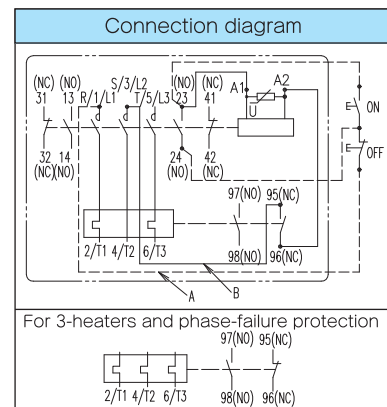 Connection diagram
(NC) (NO) S/3/L2 (NO) (NC) A1 A2
31 13 R/1/L1 T/5/L3 23 41
U
ON
OFF
32 14 24 42
(NC)(NO) (NO) (NC)
97(NO) 95(NC)
2/T1 4/T2 6/T3 98(NO) 96(NC)
A B
For 3-heaters and phase-failure protection
97(NO) 95(NC)
2/T1 4/T2 6/T3 98(NO) 96(NC)